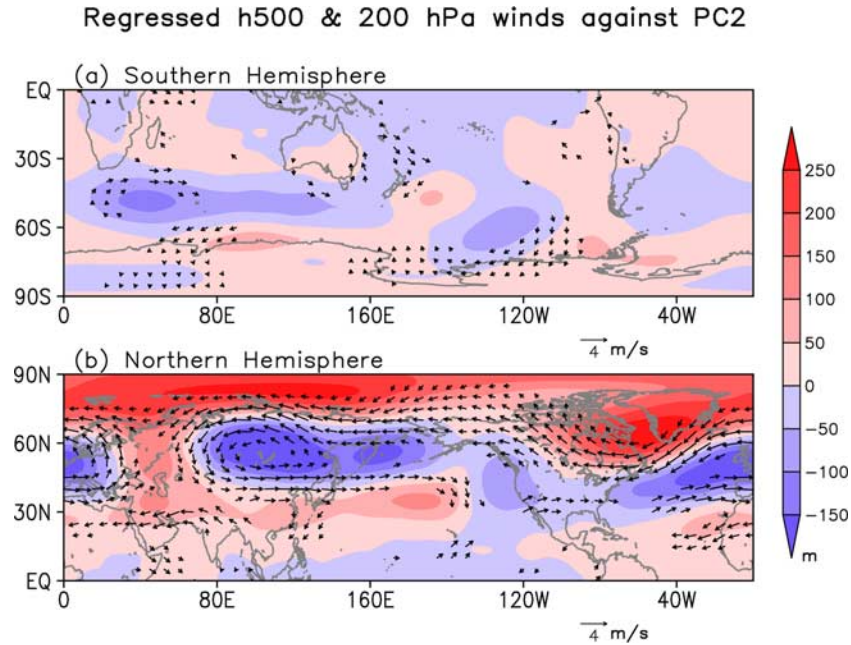 Regressed h500 & 200 hPa winds against PC2
(a) Southern Hemisphere
EQ
30S
60S
90S
0 80E 160E 120W 40W
4 m/s
(b) Northern Hemisphere
90N
60N
30N
EQ
0 80E 160E 120W 40W
4 m/s
250
200
150
100
50
0
-50
-100
-150
m